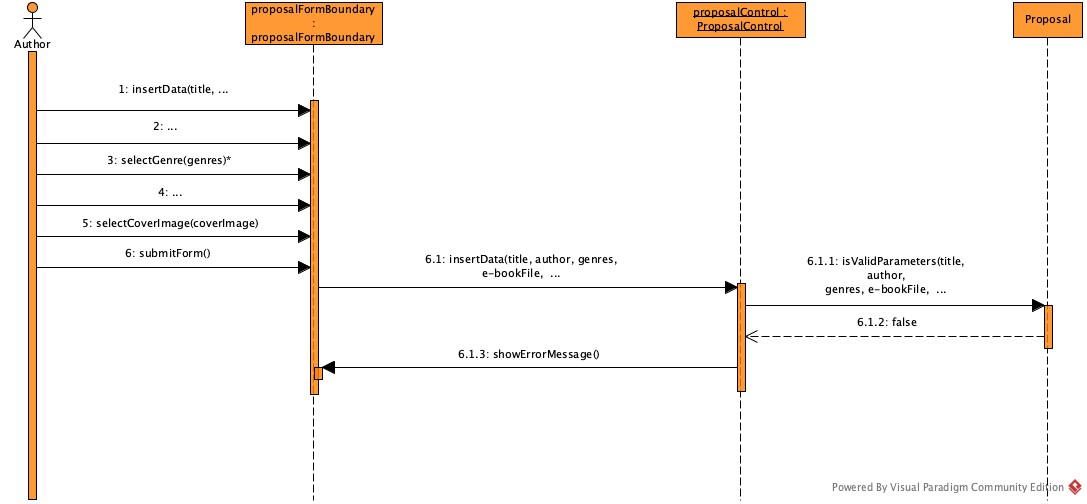 Author
proposalFormBoundary
:
proposalFormBoundary
proposalControl :
ProposalControl
Proposal
1: insertData(title, ...
2: ...
3: selectGenre(genres)*
4: ...
5: selectCoverImage(coverImage)
6: submitForm()
6.1: insertData(title, author, genres,
e-bookFile, ...
6.1.1: isValidParameters(title,
author,
genres, e-bookFile, ...
6.1.2: false
6.1.3: showErrorMessage()
Powered By Visual Paradigm Community Edition